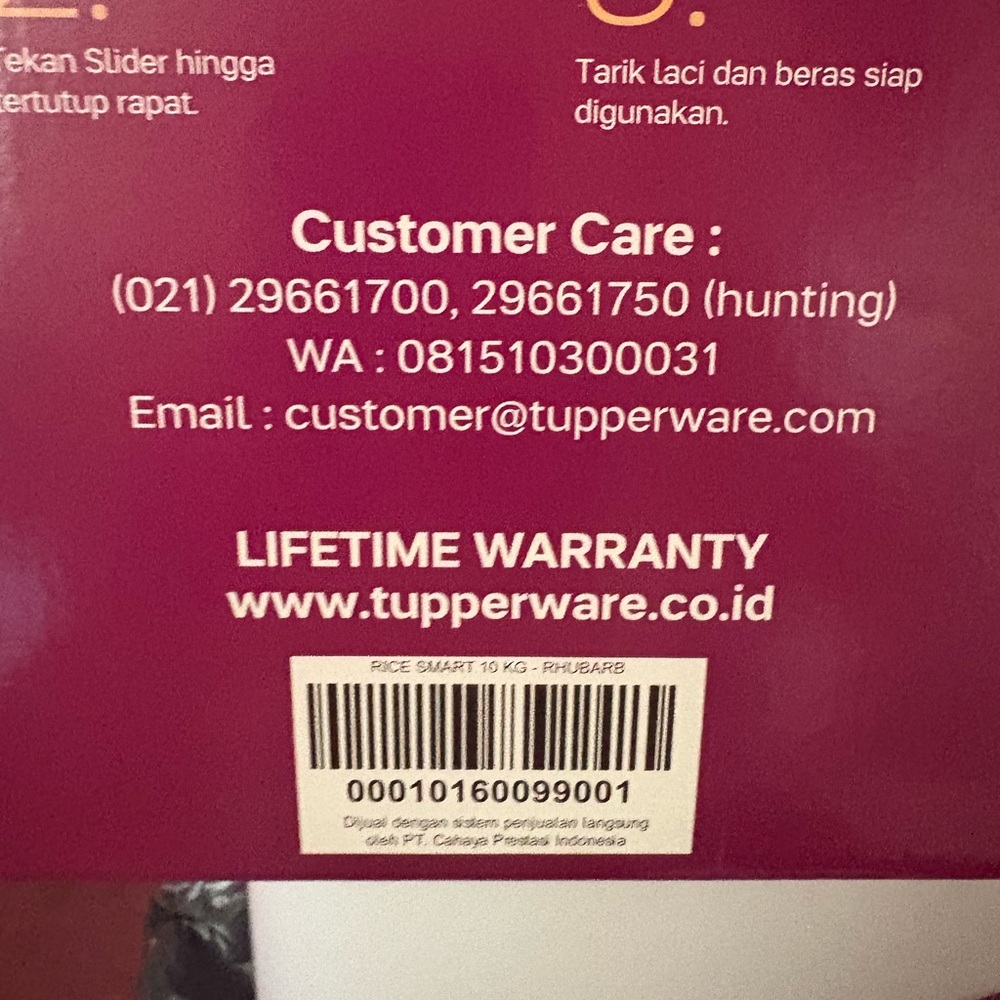 2.
Tekan Slider hingga
tertutup rapat.
3.
Tarik laci dan beras siap
digunakan.
Customer Care :
(021) 29661700, 29661750 (hunting)
WA : 081510300031
Email : customer@tupperware.com
LIFETIME WARRANTY
www.tupperware.co.id
RICE SMART 10 KG - RHUBARB
00010160099001
Dijual dengan sistem penjualan langsung
oleh PT. Cahaya Prestasi Indonesia